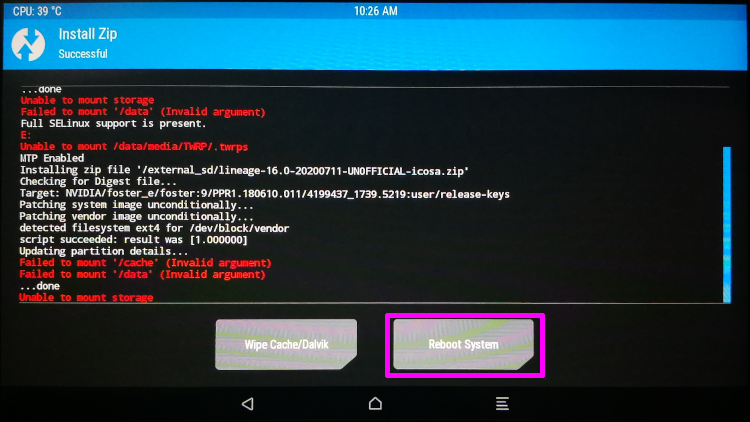 CPU: 39 °C
10:26 AM
Install Zip
Successful
...done
Unable to mount storage
Failed to mount '/data' (Invalid argument)
Full SELinux support is present.
E:
Unable to mount /data/media/TWRP/.twrps
MTP Enabled
Installing zip file '/external_sd/lineage-16.0-20200711-UNOFFICIAL-icosa.zip'
Checking for Digest file...
Target: NVIDIA/foster_e/foster:9/PPR1.180610.011/4199437_1739.5219:user/release-keys
Patching system image unconditionally...
Patching vendor image unconditionally...
detected filesystem ext4 for /dev/block/vendor
script succeeded: result was [1.000000]
Updating partition details...
Failed to mount '/cache' (Invalid argument)
Failed to mount '/data' (Invalid argument)
...done
Unable to mount storage
Wipe Cache/Dalvik
Reboot System